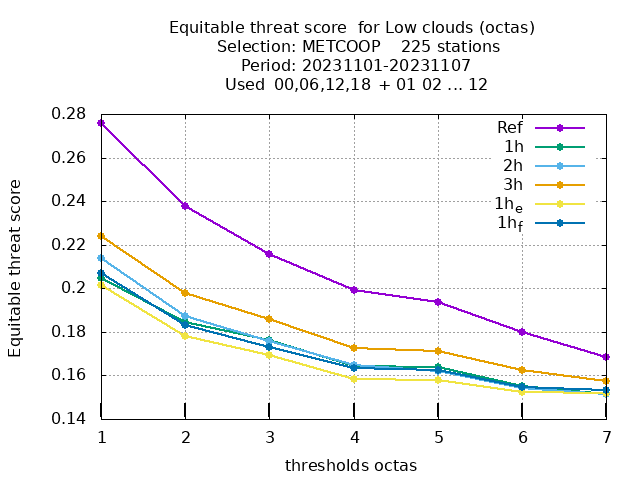 Equitable threat score  for Low clouds (octas)
Selection: METCOOP    225 stations
Period: 20231101-20231107
Used  00,06,12,18 + 01 02 ... 12
0.28
0.26
0.24
0.22
0.2
0.18
0.16
0.14
Equitable threat score
Ref
1h
2h
3h
1he
1hf
1 2 3 4 5 6 7
thresholds octas